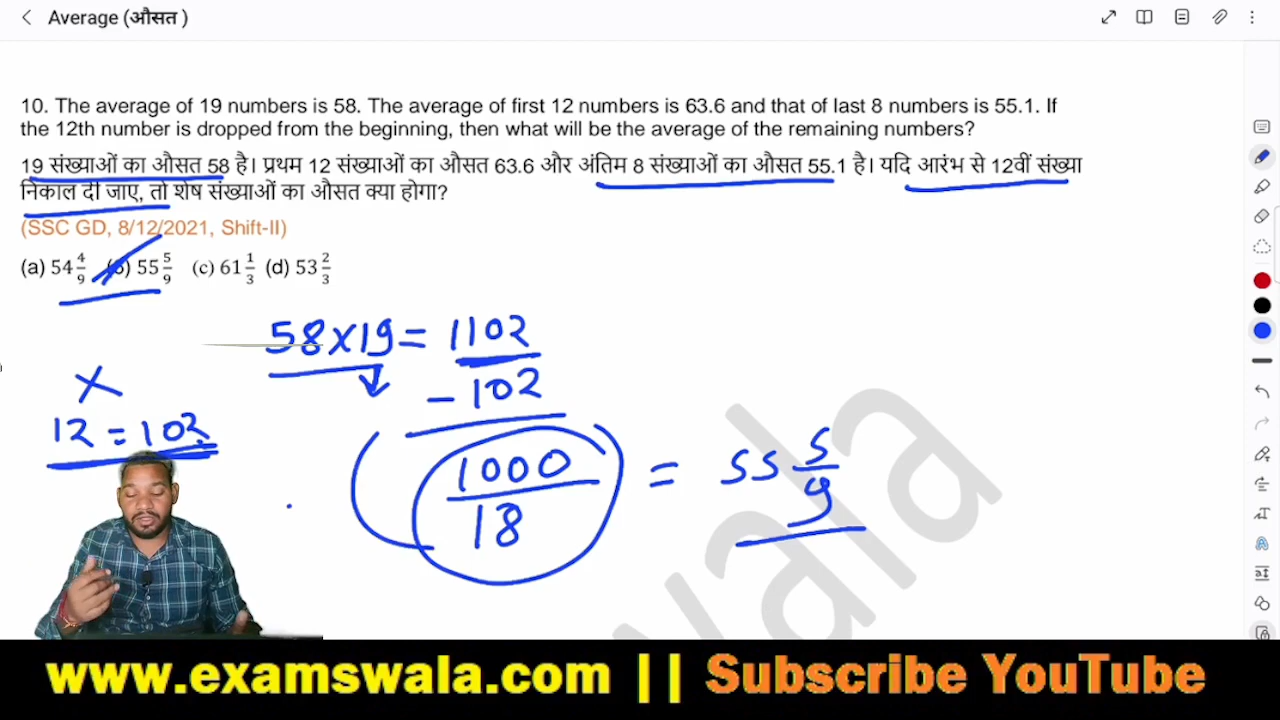 Average (औसत )
10. The average of 19 numbers is 58. The average of first 12 numbers is 63.6 and that of last 8 numbers is 55.1. If
the 12th number is dropped from the beginning, then what will be the average of the remaining numbers?
19 संख्याओं का औसत 58 है। प्रथम 12 संख्याओं का औसत 63.6 और अंतिम 8 संख्याओं का औसत 55.1 है। यदि आरंभ से 12वीं संख्या
निकाल दी जाए, तो शेष संख्याओं का औसत क्या होगा?
(SSC GD, 8/12/2021, Shift-II)
(a) 54 4/9 (b) 55 5/9 (c) 61 1/3 (d) 53 2/3
58×19 = 1102
- 102
×
12 = 102
1000/18 = 55 5/9
wala
www.examswala.com || Subscribe YouTube